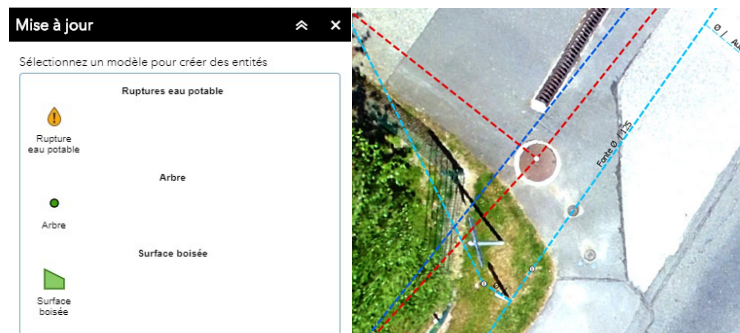 Mise à jour
Sélectionnez un modèle pour créer des entités
Ruptures eau potable
Rupture
eau potable
Arbre
Arbre
Surface boisée
Surface
boisée
Fonte Ø
Ø /